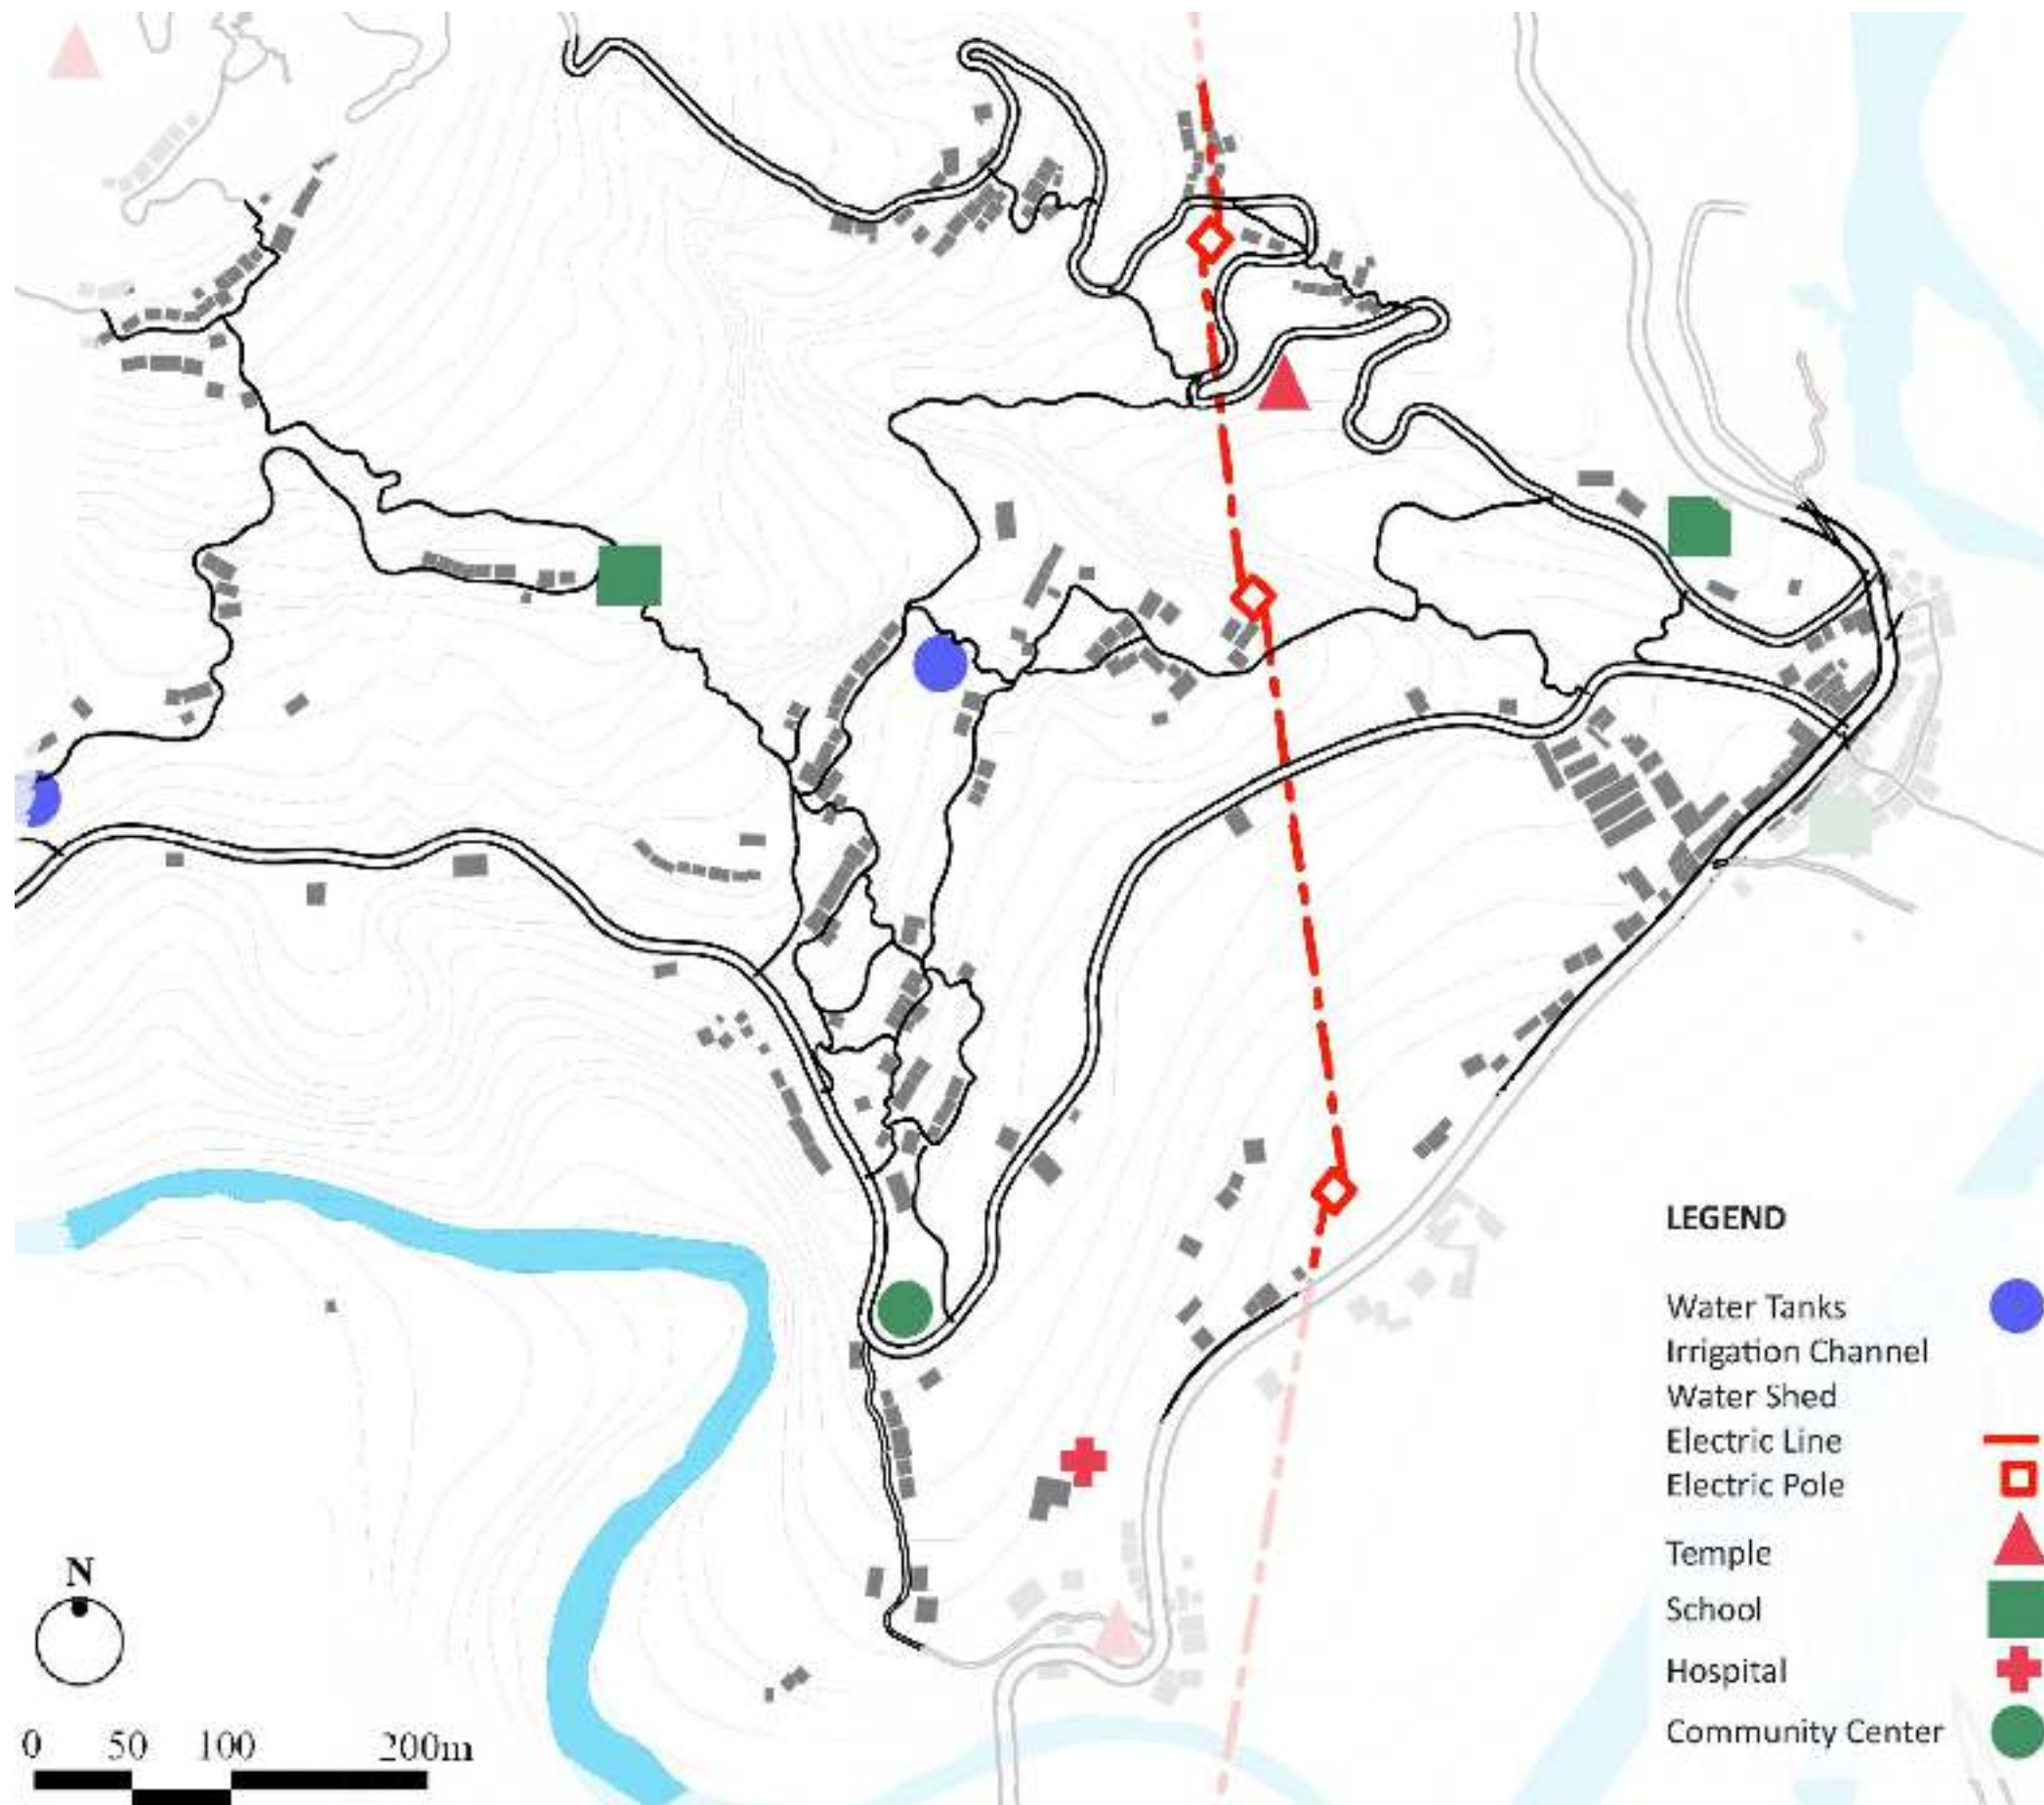 LEGEND
Water Tanks
Irrigation Channel
Water Shed
Electric Line
Electric Pole
Temple
School
Hospital
Community Center
N
0 50 100 200m